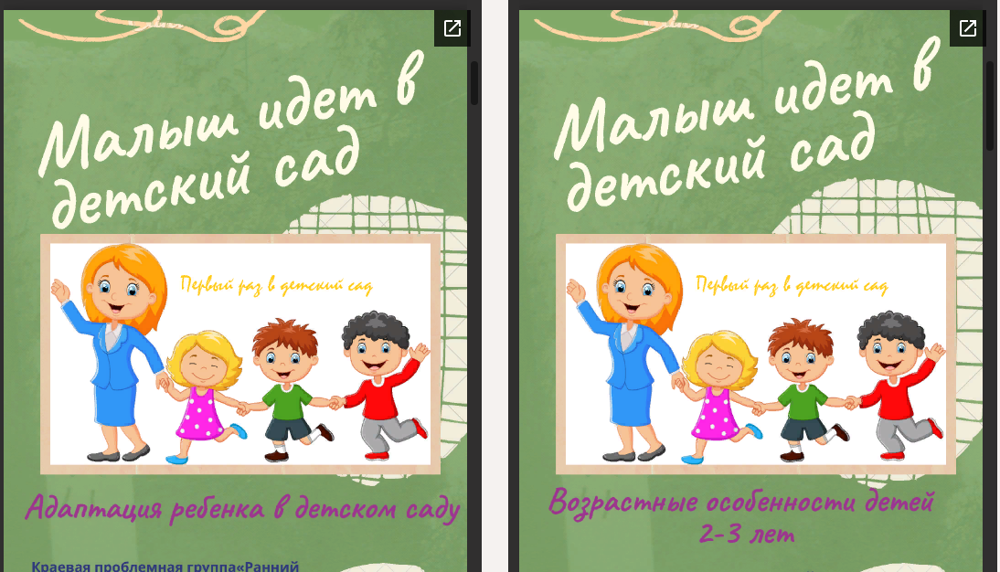 Малыш идет в
детский сад
Первый раз в детский сад
Адаптация ребенка в детском саду
Краевая проблемная группа«Ранний
Малыш идет в
детский сад
Первый раз в детский сад
Возрастные особенности детей
2-3 лет